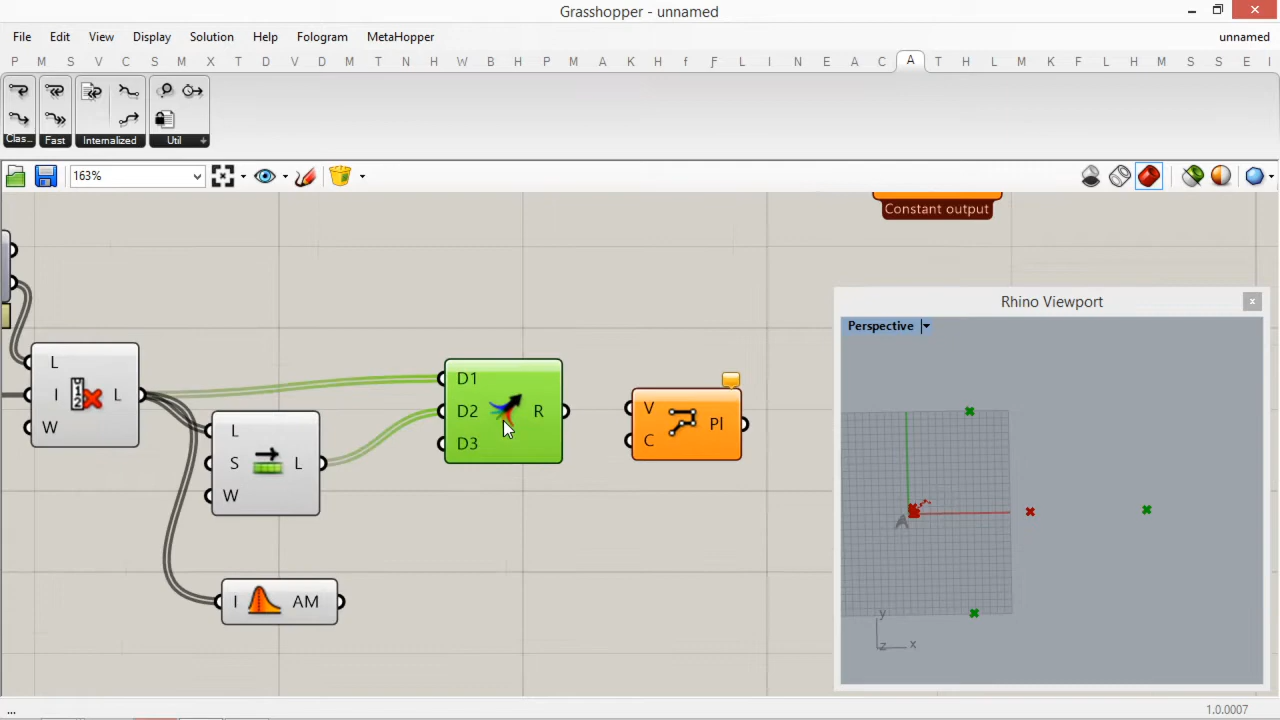 Grasshopper - unnamed
File Edit View Display Solution Help Fologram MetaHopper unnamed
P M S V C S M U T D V D M T N H W B H P M A K H f F L I N E A C A T H L M K F L H M S S E I
Clas... Fast Internalized Util
163%
Constant output
Rhino Viewport
Perspective
L
I L
W
L
S L
W
D1
D2 R
D3
V
C Pl
I AM
A
y
z x
...
1.0.0007